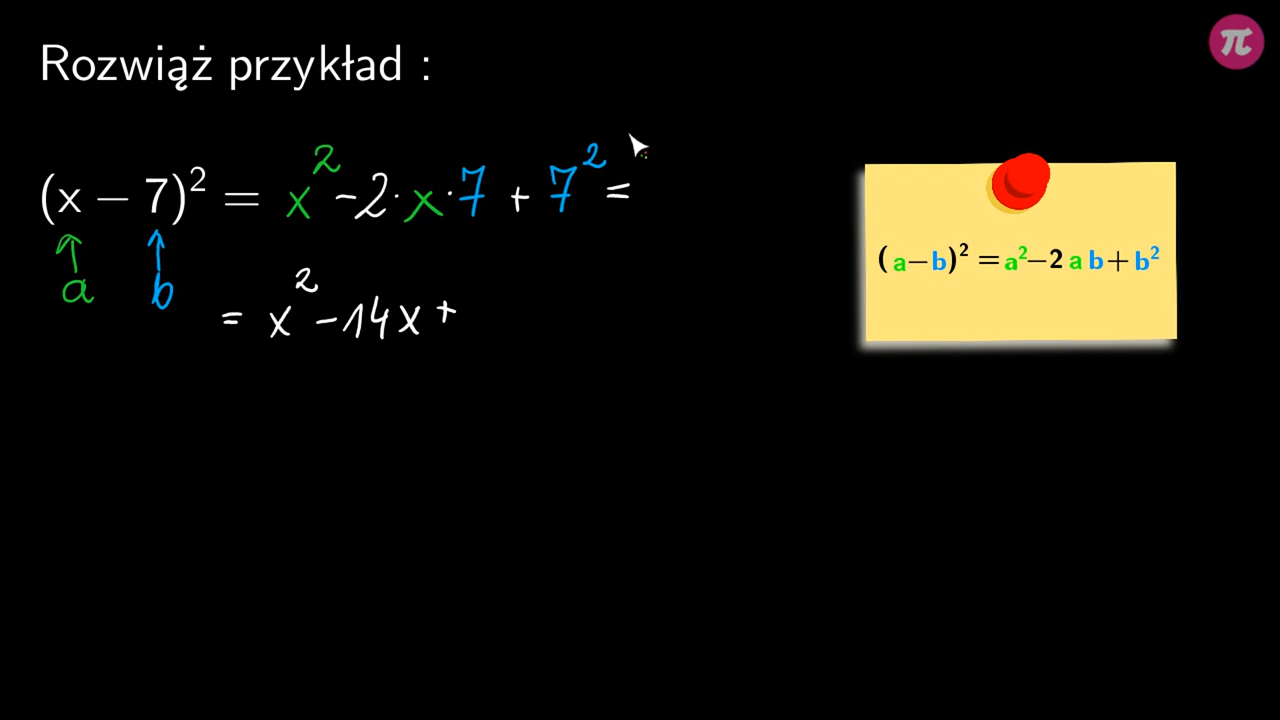 Rozwiąż przykład :
(x − 7)² = x² -2·x·7 + 7² =
a b
= x² -14x +
(a−b)² = a²−2 a b + b²
π